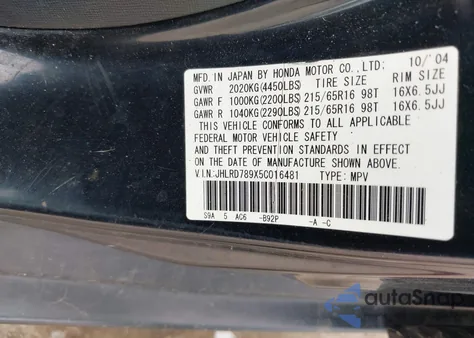 MFD. IN JAPAN BY HONDA MOTOR CO., LTD: 10/'04
GVWR 2020KG(4450LBS) TIRE SIZE RIM SIZE
GAWR F 1000KG(2200LBS) 215/65R16 98T 16X6.5JJ
GAWR R 1040KG(2290LBS) 215/65R16 98T 16X6.5JJ
THIS VEHICLE CONFORMS TO ALL APPLICABLE
FEDERAL MOTOR VEHICLE SAFETY
AND THEFT PREVENTION STANDARDS IN EFFECT ON
THE DATE OF MANUFACTURE SHOWN ABOVE.
V.I.N:JHLRD789X5C016481 TYPE: MPV
S9A 5 AC6 -B92P -A -C
autoSnap